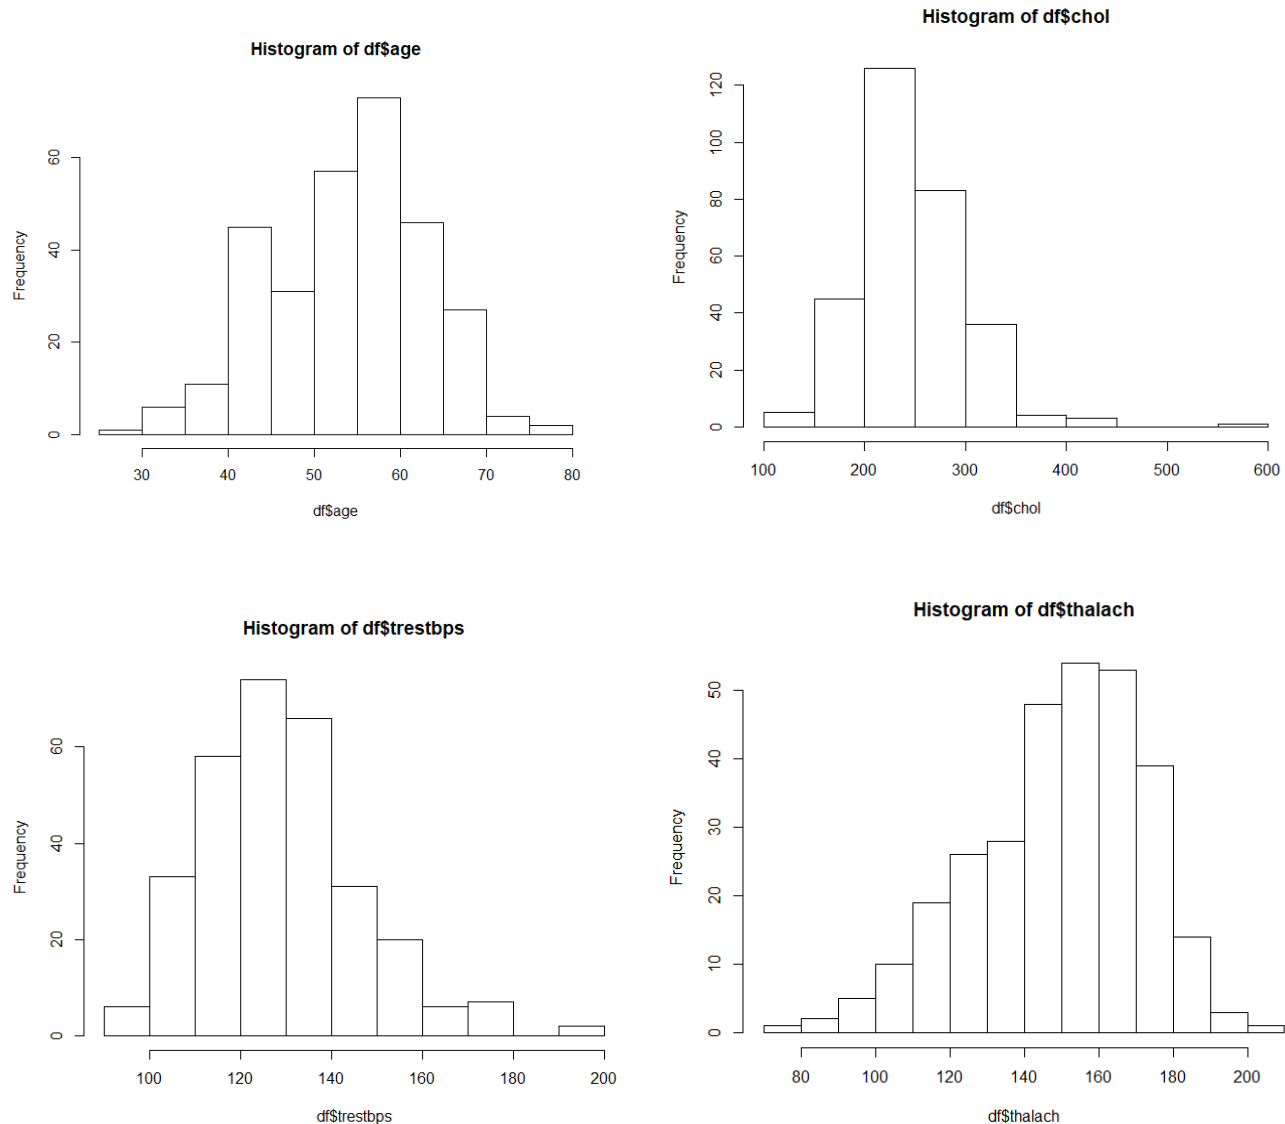 Histogram of df$age
Frequency
0
20
40
60
30 40 50 60 70 80
df$age
Histogram of df$chol
Frequency
0
20
40
60
80
100
120
100 200 300 400 500 600
df$chol
Histogram of df$trestbps
Frequency
0
20
40
60
100 120 140 160 180 200
df$trestbps
Histogram of df$thalach
Frequency
0
10
20
30
40
50
80 100 120 140 160 180 200
df$thalach